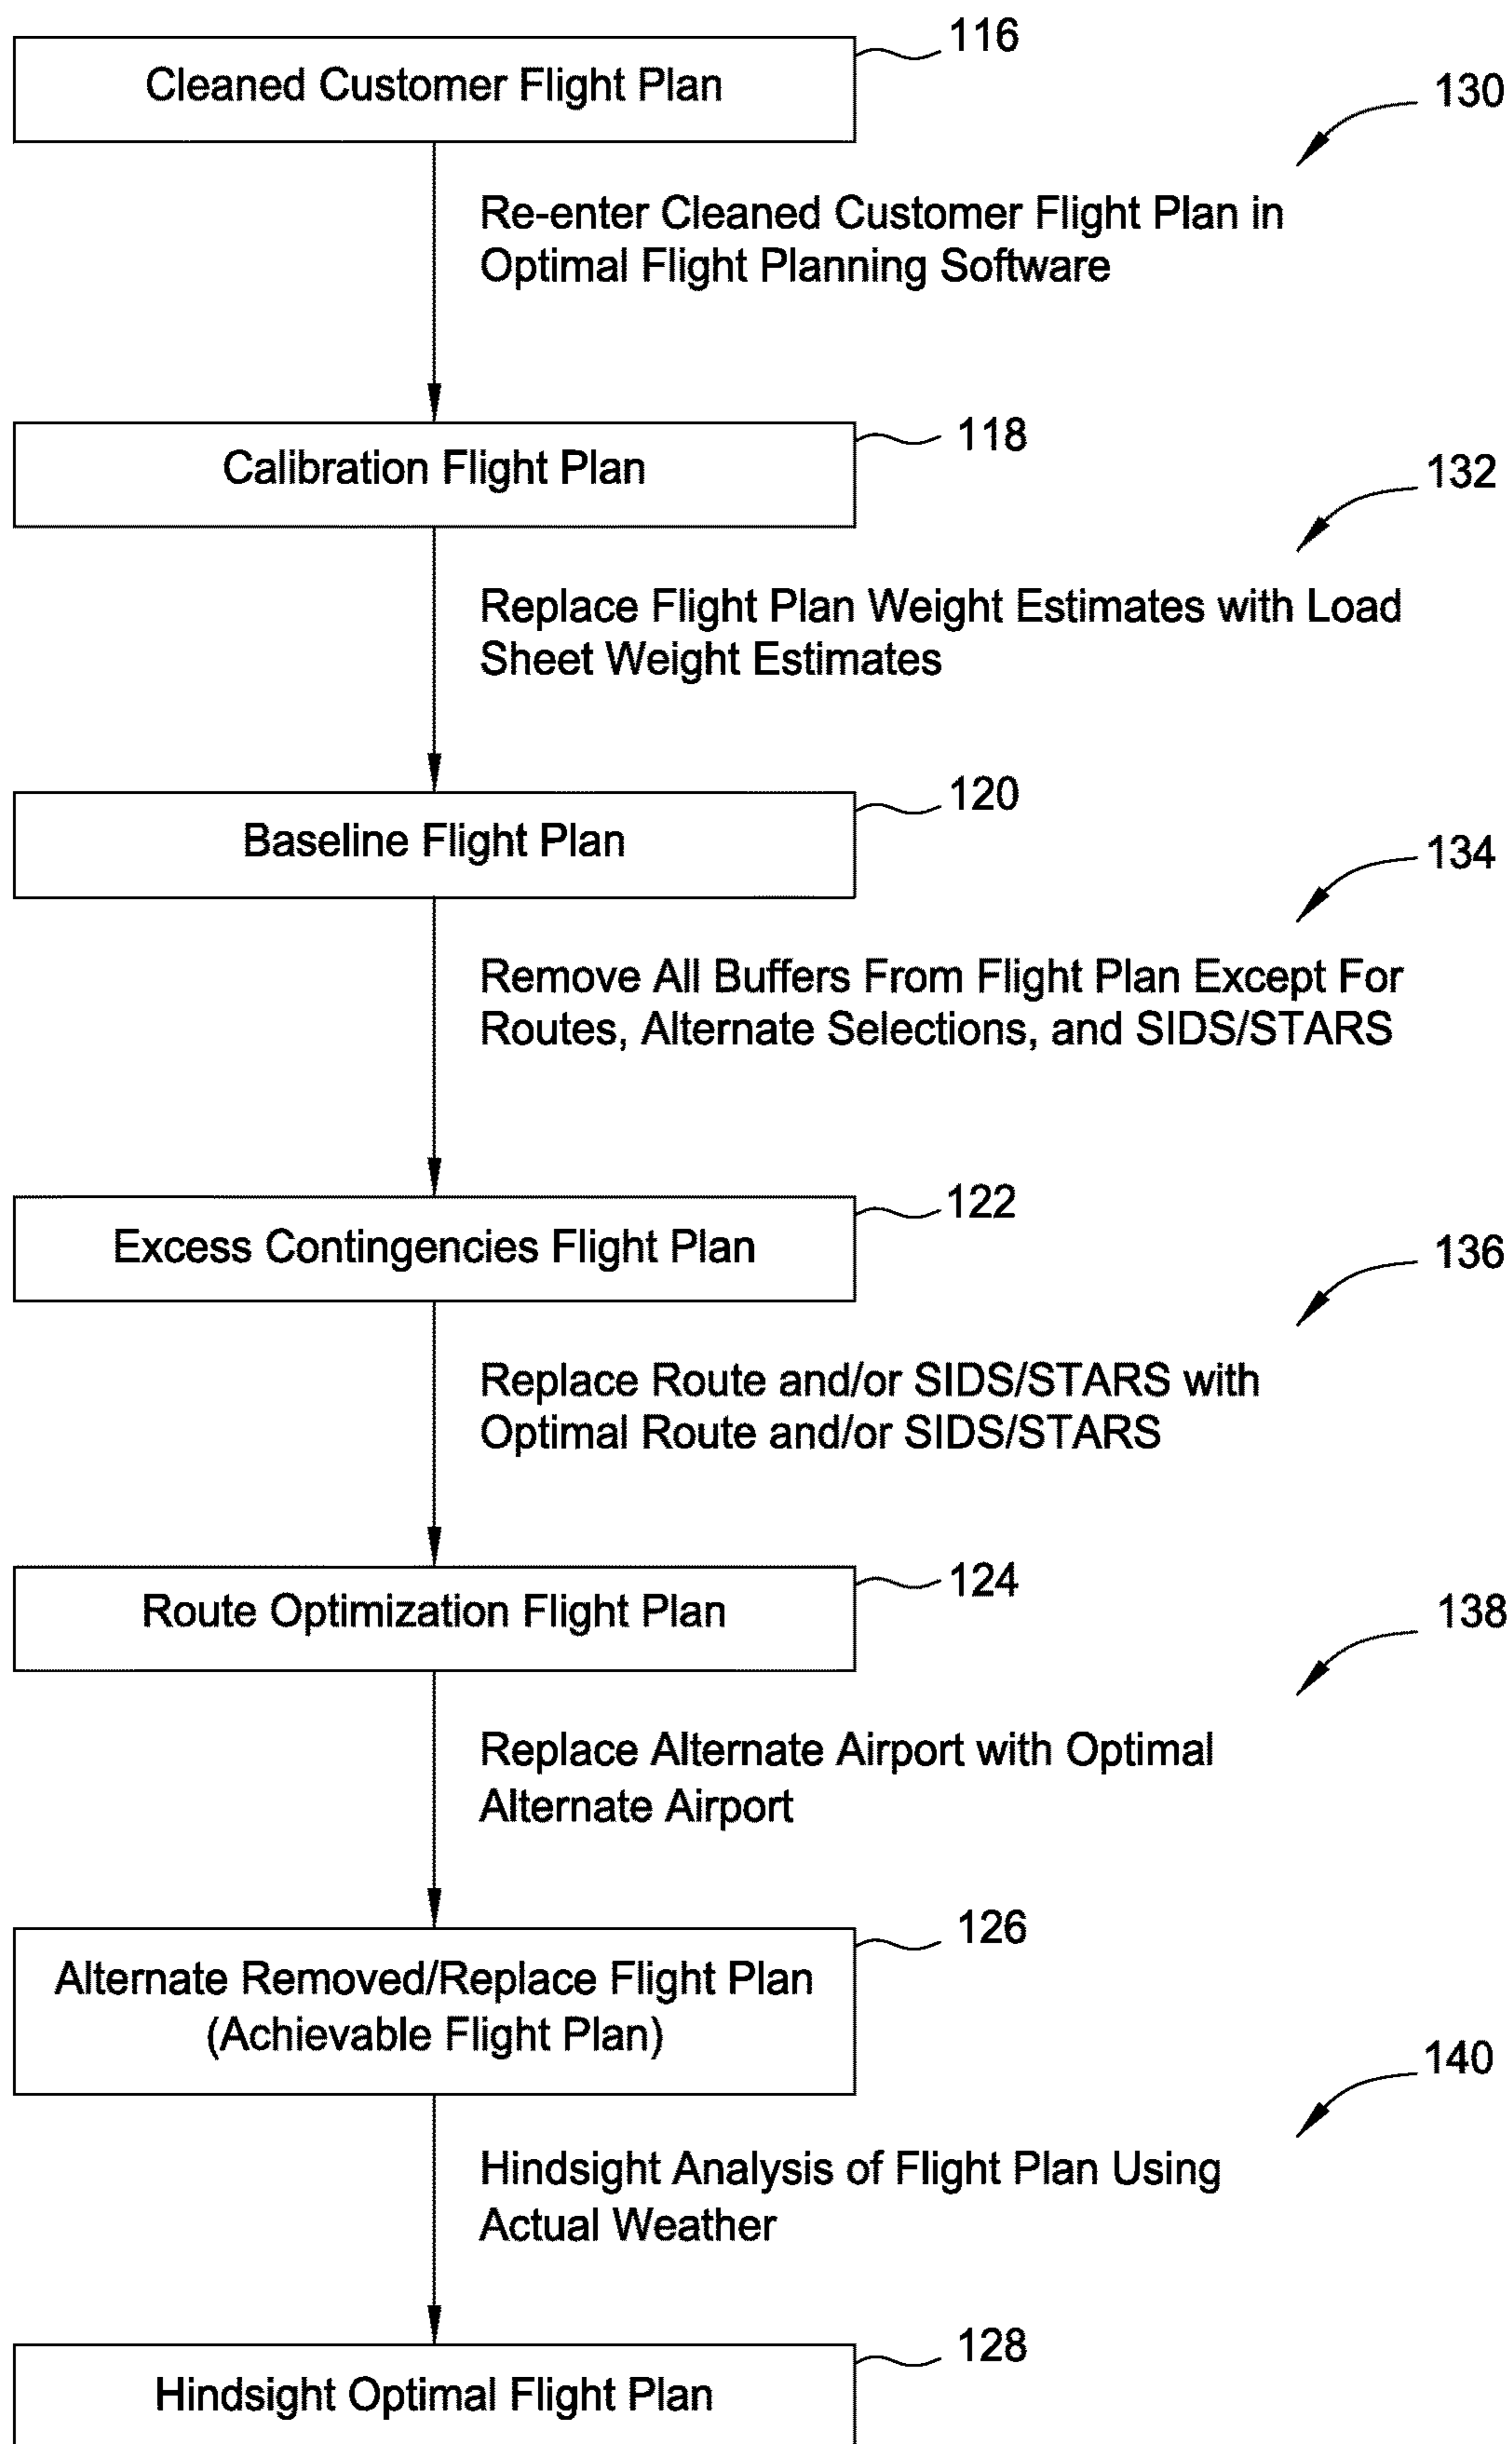 Cleaned Customer Flight Plan
116
130
Re-enter Cleaned Customer Flight Plan in
Optimal Flight Planning Software
Calibration Flight Plan
118
132
Replace Flight Plan Weight Estimates with Load
Sheet Weight Estimates
Baseline Flight Plan
120
134
Remove All Buffers From Flight Plan Except For
Routes, Alternate Selections, and SIDS/STARS
Excess Contingencies Flight Plan
122
136
Replace Route and/or SIDS/STARS with
Optimal Route and/or SIDS/STARS
Route Optimization Flight Plan
124
138
Replace Alternate Airport with Optimal
Alternate Airport
Alternate Removed/Replace Flight Plan
(Achievable Flight Plan)
126
140
Hindsight Analysis of Flight Plan Using
Actual Weather
Hindsight Optimal Flight Plan
128